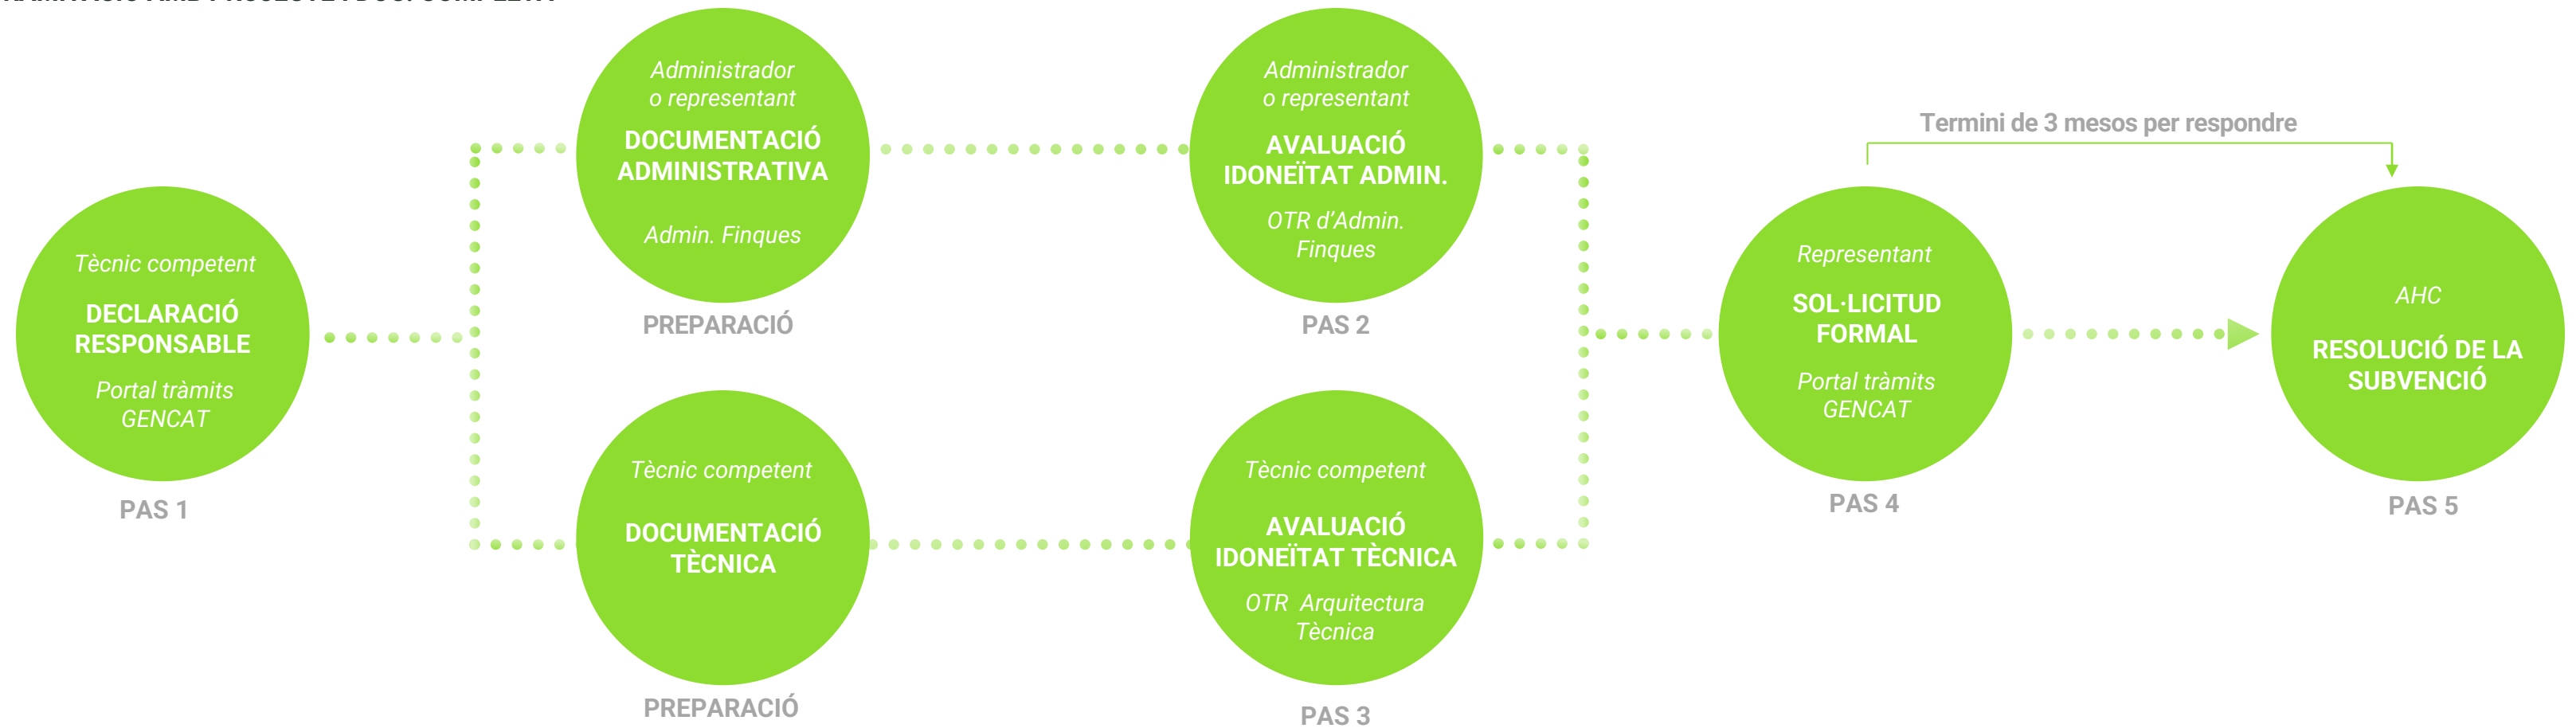 Tècnic competent
DECLARACIÓ
RESPONSABLE
Portal tràmits
GENCAT
PAS 1
Administrador
o representant
DOCUMENTACIÓ
ADMINISTRATIVA
Admin. Finques
PREPARACIÓ
Tècnic competent
DOCUMENTACIÓ
TÈCNICA
PREPARACIÓ
Administrador
o representant
AVALUACIÓ
IDONEÏTAT ADMIN.
OTR d’Admin.
Finques
PAS 2
Tècnic competent
AVALUACIÓ
IDONEÏTAT TÈCNICA
OTR Arquitectura
Tècnica
PAS 3
Termini de 3 mesos per respondre
Representant
SOL·LICITUD
FORMAL
Portal tràmits
GENCAT
PAS 4
AHC
RESOLUCIÓ DE LA
SUBVENCIÓ
PAS 5